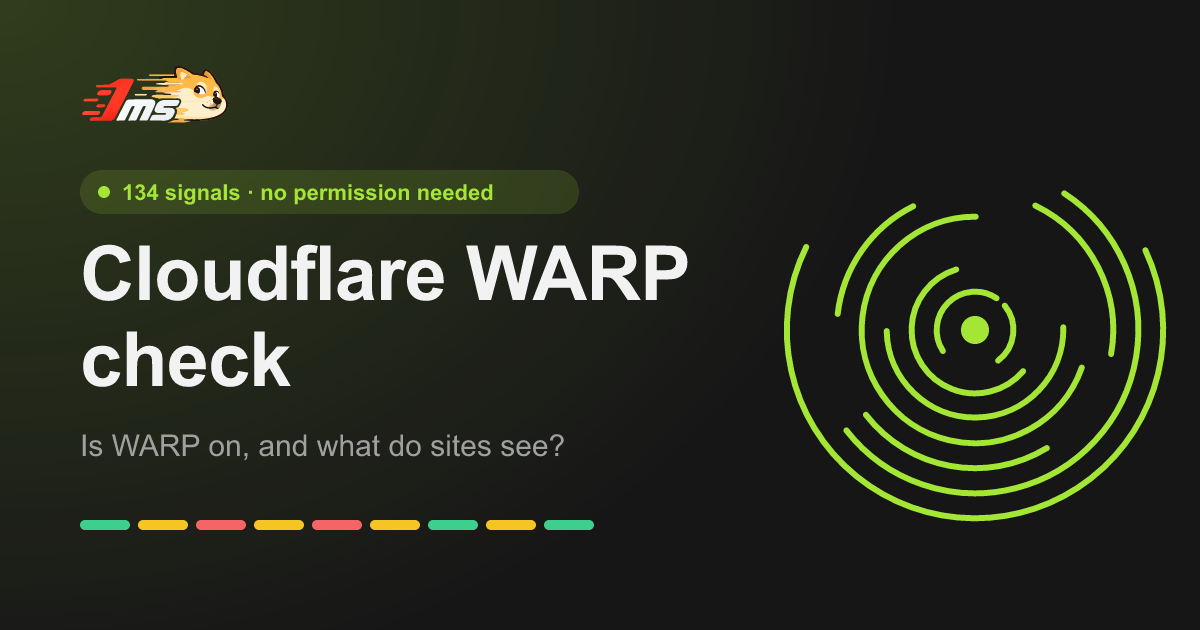 1ms
134 signals · no permission needed
Cloudflare WARP
check
Is WARP on, and what do sites see?